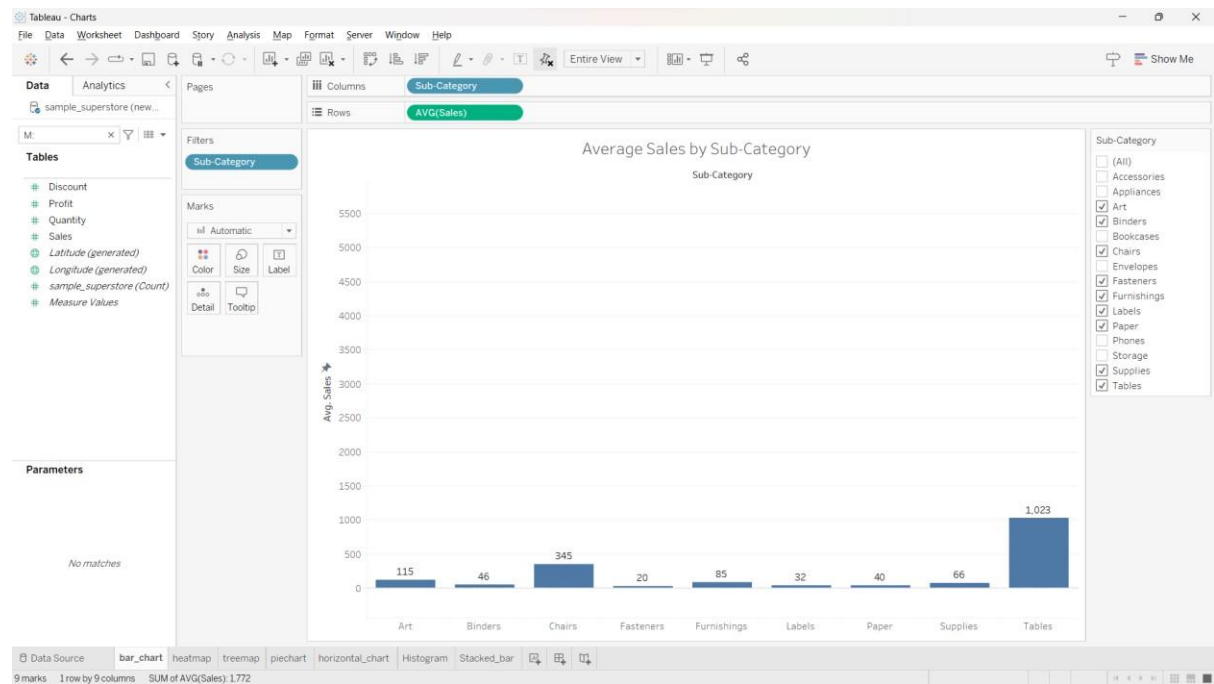 Tableau - Charts
File Data Worksheet Dashboard Story Analysis Map Format Server Window Help
Entire View
Show Me
Data Analytics
sample_superstore (new...
M:
Tables
Discount
Profit
Quantity
Sales
Latitude (generated)
Longitude (generated)
sample_superstore (Count)
Measure Values
Parameters
No matches
Pages
Filters
Sub-Category
Marks
Automatic
Color Size Label
Detail Tooltip
Columns Sub-Category
Rows AVG(Sales)
Average Sales by Sub-Category
Sub-Category
Avg. Sales
5500
5000
4500
4000
3500
3000
2500
2000
1500
1000
500
0
115 46 345 20 85 32 40 66 1,023
Art Binders Chairs Fasteners Furnishings Labels Paper Supplies Tables
Sub-Category
(All)
Accessories
Appliances
Art
Binders
Bookcases
Chairs
Envelopes
Fasteners
Furnishings
Labels
Paper
Phones
Storage
Supplies
Tables
Data Source bar_chart heatmap treemap piechart horizontal_chart Histogram Stacked_bar
9 marks 1 row by 9 columns SUM of AVG(Sales): 1,772